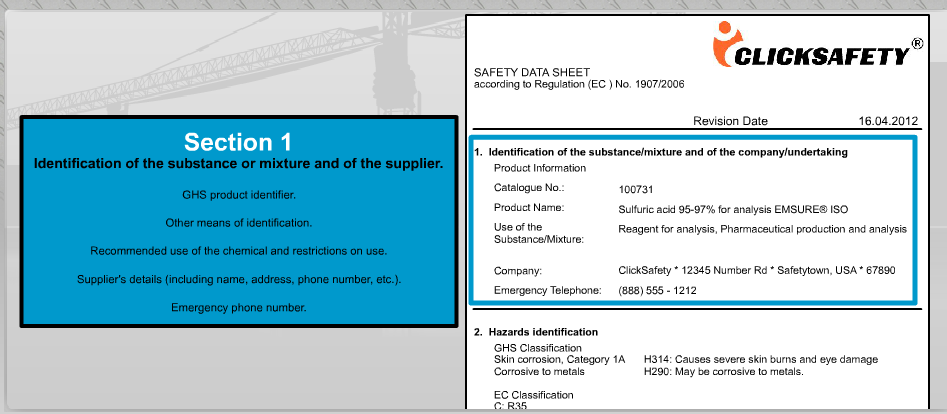 Section 1
Identification of the substance or mixture and of the supplier.
GHS product identifier.
Other means of identification.
Recommended use of the chemical and restrictions on use.
Supplier's details (including name, address, phone number, etc.).
Emergency phone number.
CLICKSAFETY®
SAFETY DATA SHEET
according to Regulation (EC ) No. 1907/2006
Revision Date 16.04.2012
1. Identification of the substance/mixture and of the company/undertaking
Product Information
Catalogue No.: 100731
Product Name: Sulfuric acid 95-97% for analysis EMSURE® ISO
Use of the Reagent for analysis, Pharmaceutical production and analysis
Substance/Mixture:
Company: ClickSafety * 12345 Number Rd * Safetytown, USA * 67890
Emergency Telephone: (888) 555 - 1212
2. Hazards identification
GHS Classification
Skin corrosion, Category 1A H314: Causes severe skin burns and eye damage
Corrosive to metals H290: May be corrosive to metals.
EC Classification
C: R35